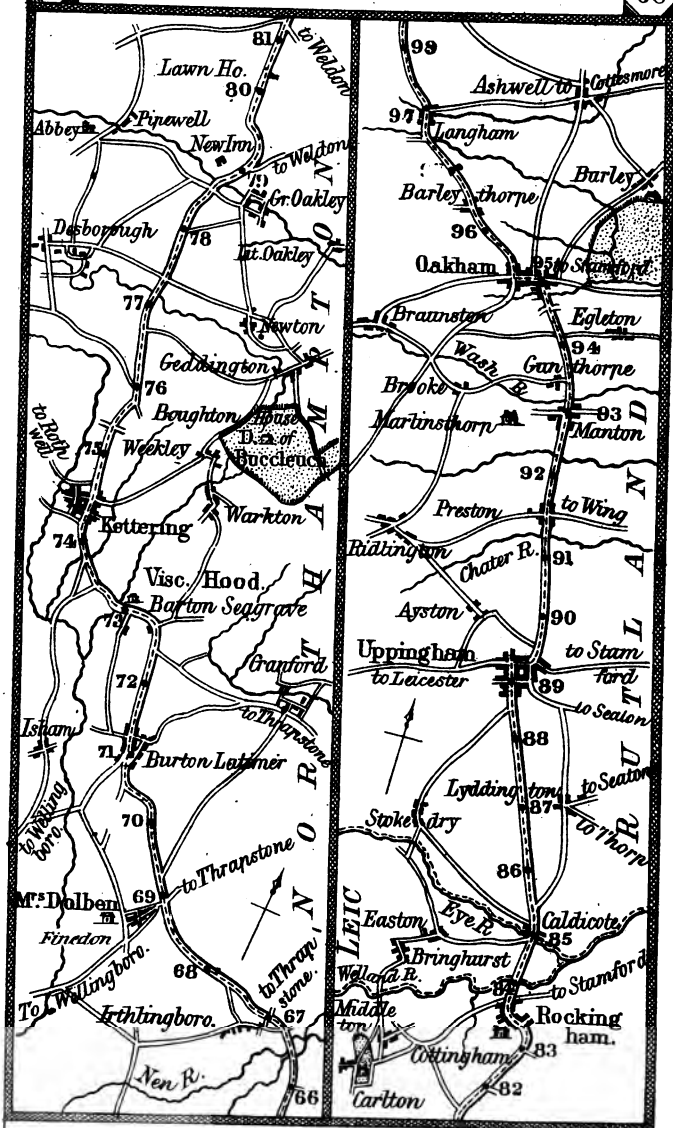 81
to Weldon
Lawn Ho.
80
Abbey
Pinewell
New Inn
to Weldon
79
Gr. Oakley
Desborough
78
Lit. Oakley
77
Newton
Geddington
76
Boughton
House
D. of
Buccleuch
to Roth
well
75
Weekley
Kettering
Warkton
74
Visc. Hood.
Barton Seagrave
73
Cranford
72
to Thrapstone
Isham
71
Burton Latimer
to Welling
boro.
70
to Thrapstone
69
Mrs. Dolben
Finedon
to Thrap
stone.
68
To Wellingboro.
Irthlingboro.
67
Nen R.
66
NORTHAMPTON
99
Ashwell
to Cottesmore
97
Langham
Barleythorpe
Burley
96
Oakham
95
to Stamford
Braunston
Egleton
94
Wash R.
Gunthorpe
Brooke
Martinsthorp
93
Manton
92
Preston
to Wing
Ridlington
91
Chater R.
Ayston
90
Uppingham
to Stam
ford
to Leicester
89
to Seaton
88
Lyddington
to Seaton
87
Stoke dry
to Thorp
86
Eye R.
Caldicote
Easton
85
Bringhurst
Welland R.
84
to Stamford
Middle
ton
Rocking
ham.
Cottingham
83
82
Carlton
LEIC
RUTLAND